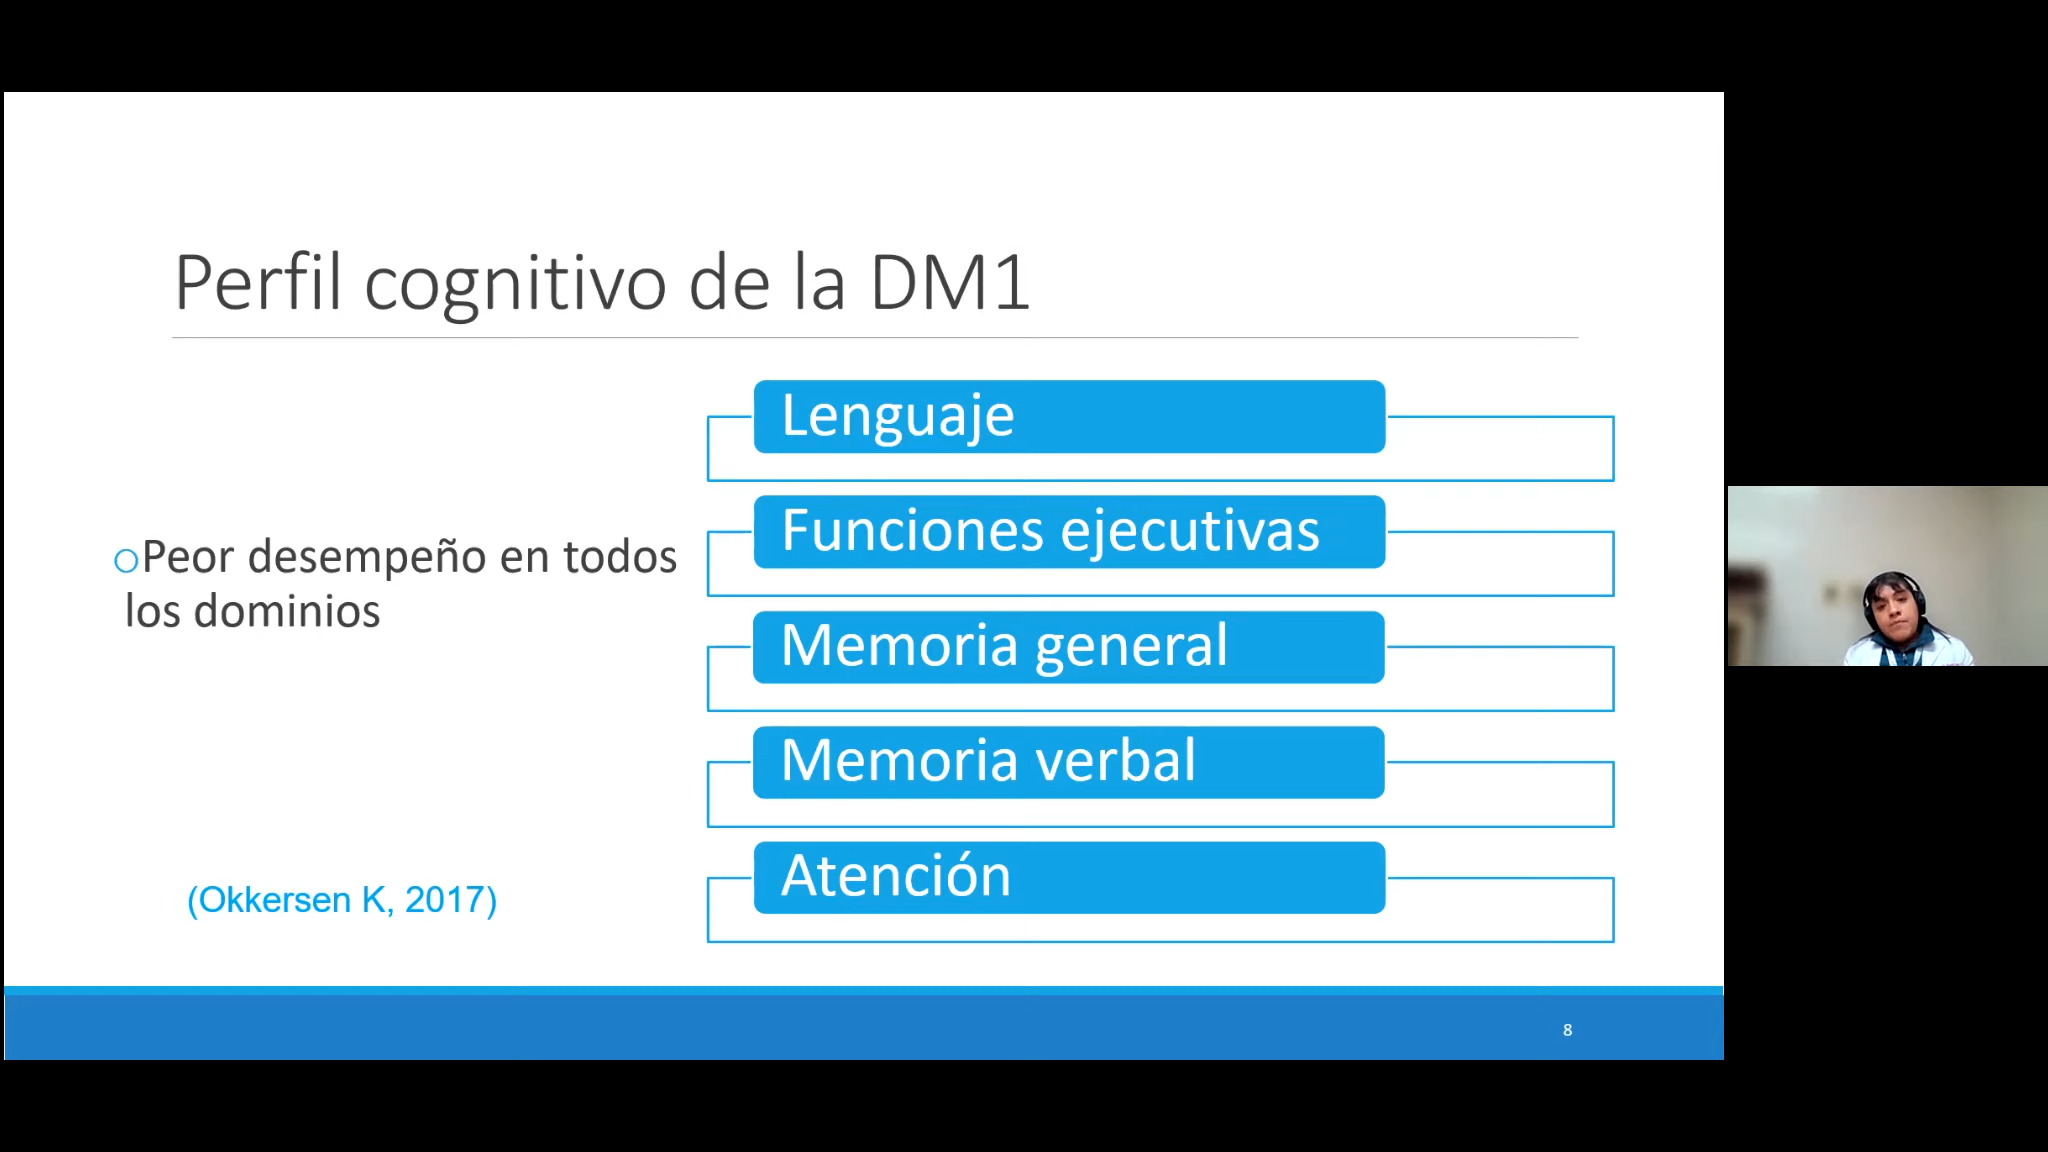 Perfil cognitivo de la DM1
Peor desempeño en todos
los dominios
(Okkersen K, 2017)
Lenguaje
Funciones ejecutivas
Memoria general
Memoria verbal
Atención
8